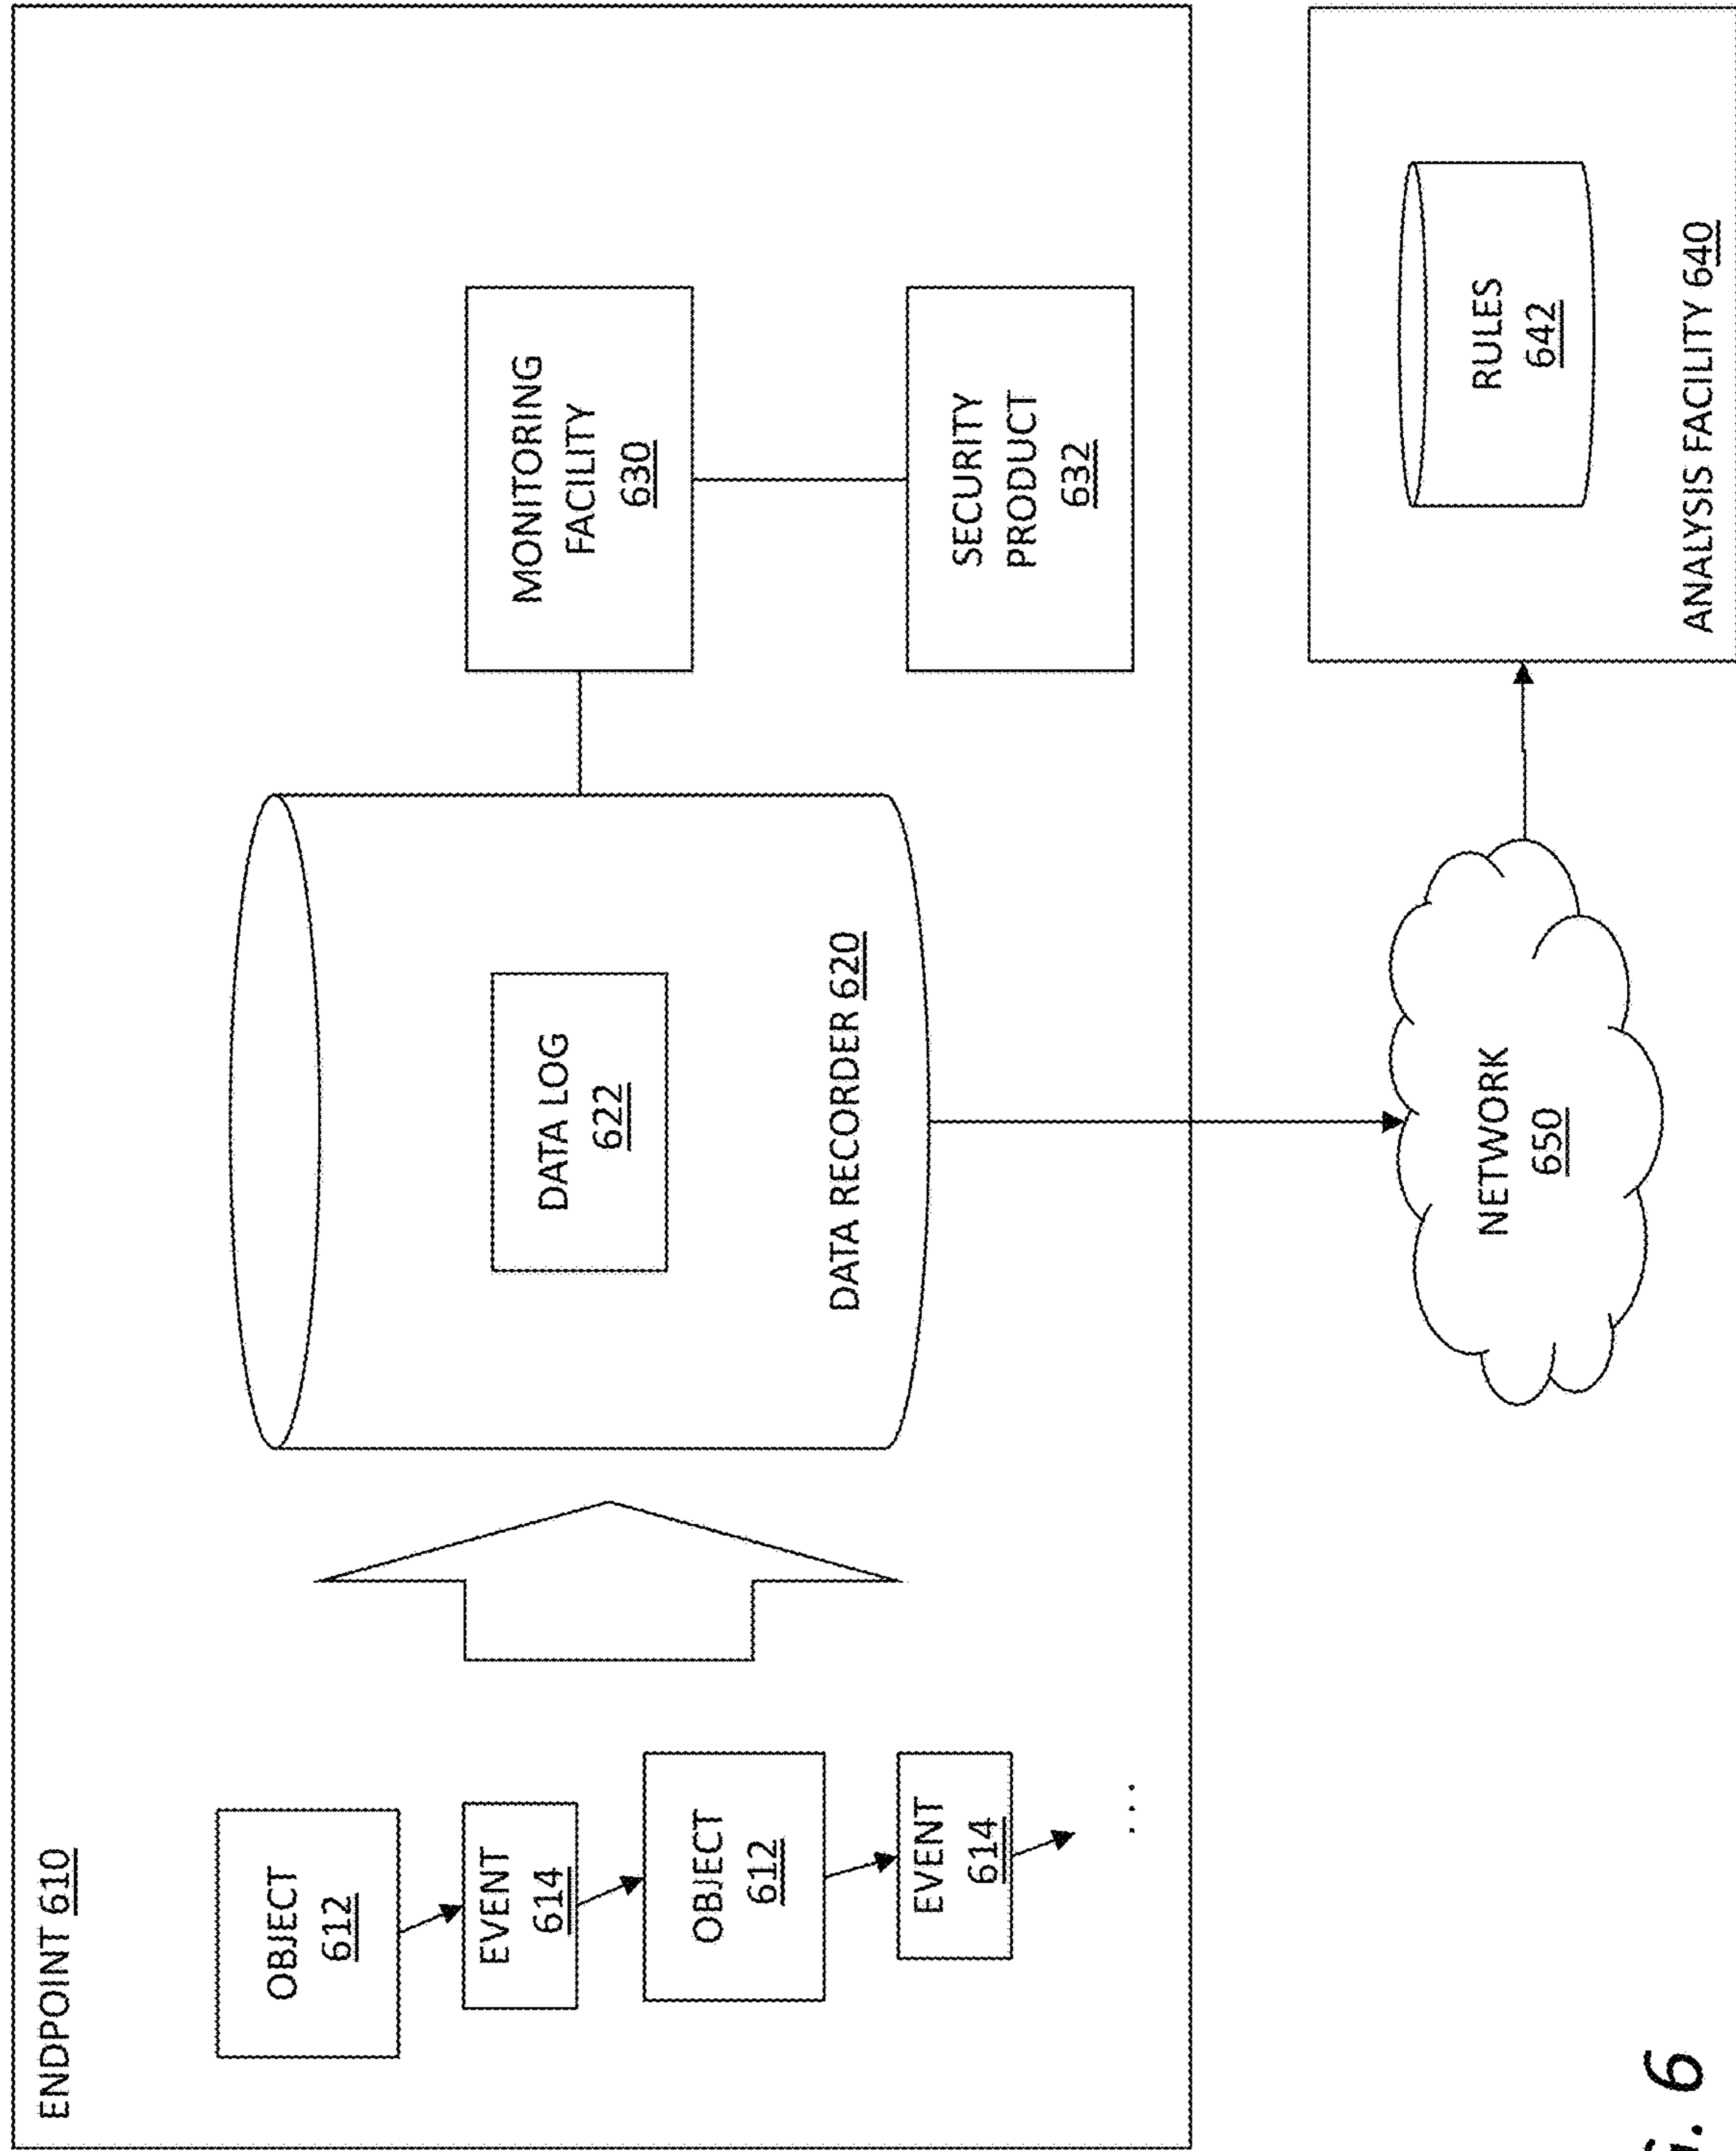 ENDPOINT 610
OBJECT
612
EVENT
614
OBJECT
612
EVENT
614
...
DATA LOG
622
DATA RECORDER 620
MONITORING
FACILITY
630
SECURITY
PRODUCT
632
NETWORK
650
RULES
642
ANALYSIS FACILITY 640
6